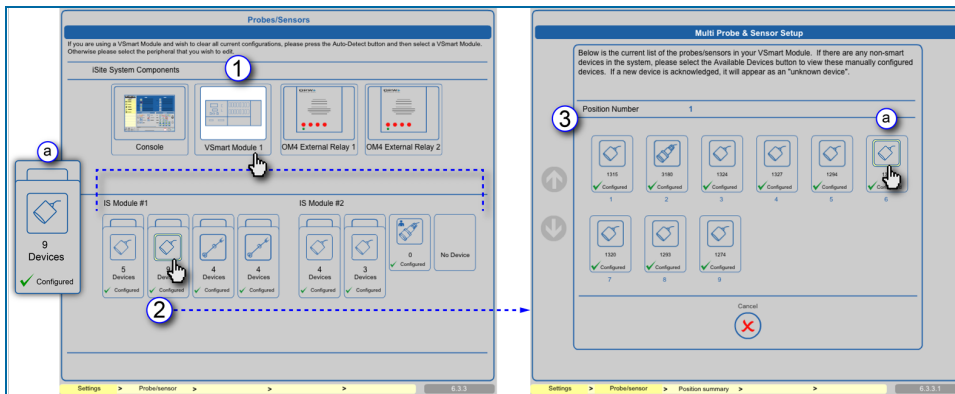 Probes/Sensors
If you are using a VSmart Module and wish to clear all current configurations, please press the Auto-Detect button and then select a VSmart Module.
Otherwise please select the peripheral that you wish to edit.
iSite System Components
1
Console
VSmart Module 1
OM4 External Relay 1
OM4 External Relay 2
a
9
Devices
Configured
IS Module #1
IS Module #2
5
Devices
Configured
Configured
4
Devices
Configured
4
Devices
Configured
4
Devices
Configured
3
Devices
Configured
0
Configured
No Device
2
Settings > Probe/sensor > > > 6.3.3
Multi Probe & Sensor Setup
Below is the current list of the probes/sensors in your VSmart Module. If there are any non-smart
devices in the system, please select the Available Devices button to view these manually configured
devices. If a new device is acknowledged, it will appear as an "unknown device".
Position Number 1
3
a
1315
Configured
1
3180
Configured
2
1324
Configured
3
1327
Configured
4
1294
Configured
5
Configured
6
1320
Configured
7
1293
Configured
8
1274
Configured
9
Cancel
Settings > Probe/sensor > Position summary > > 6.3.3.1